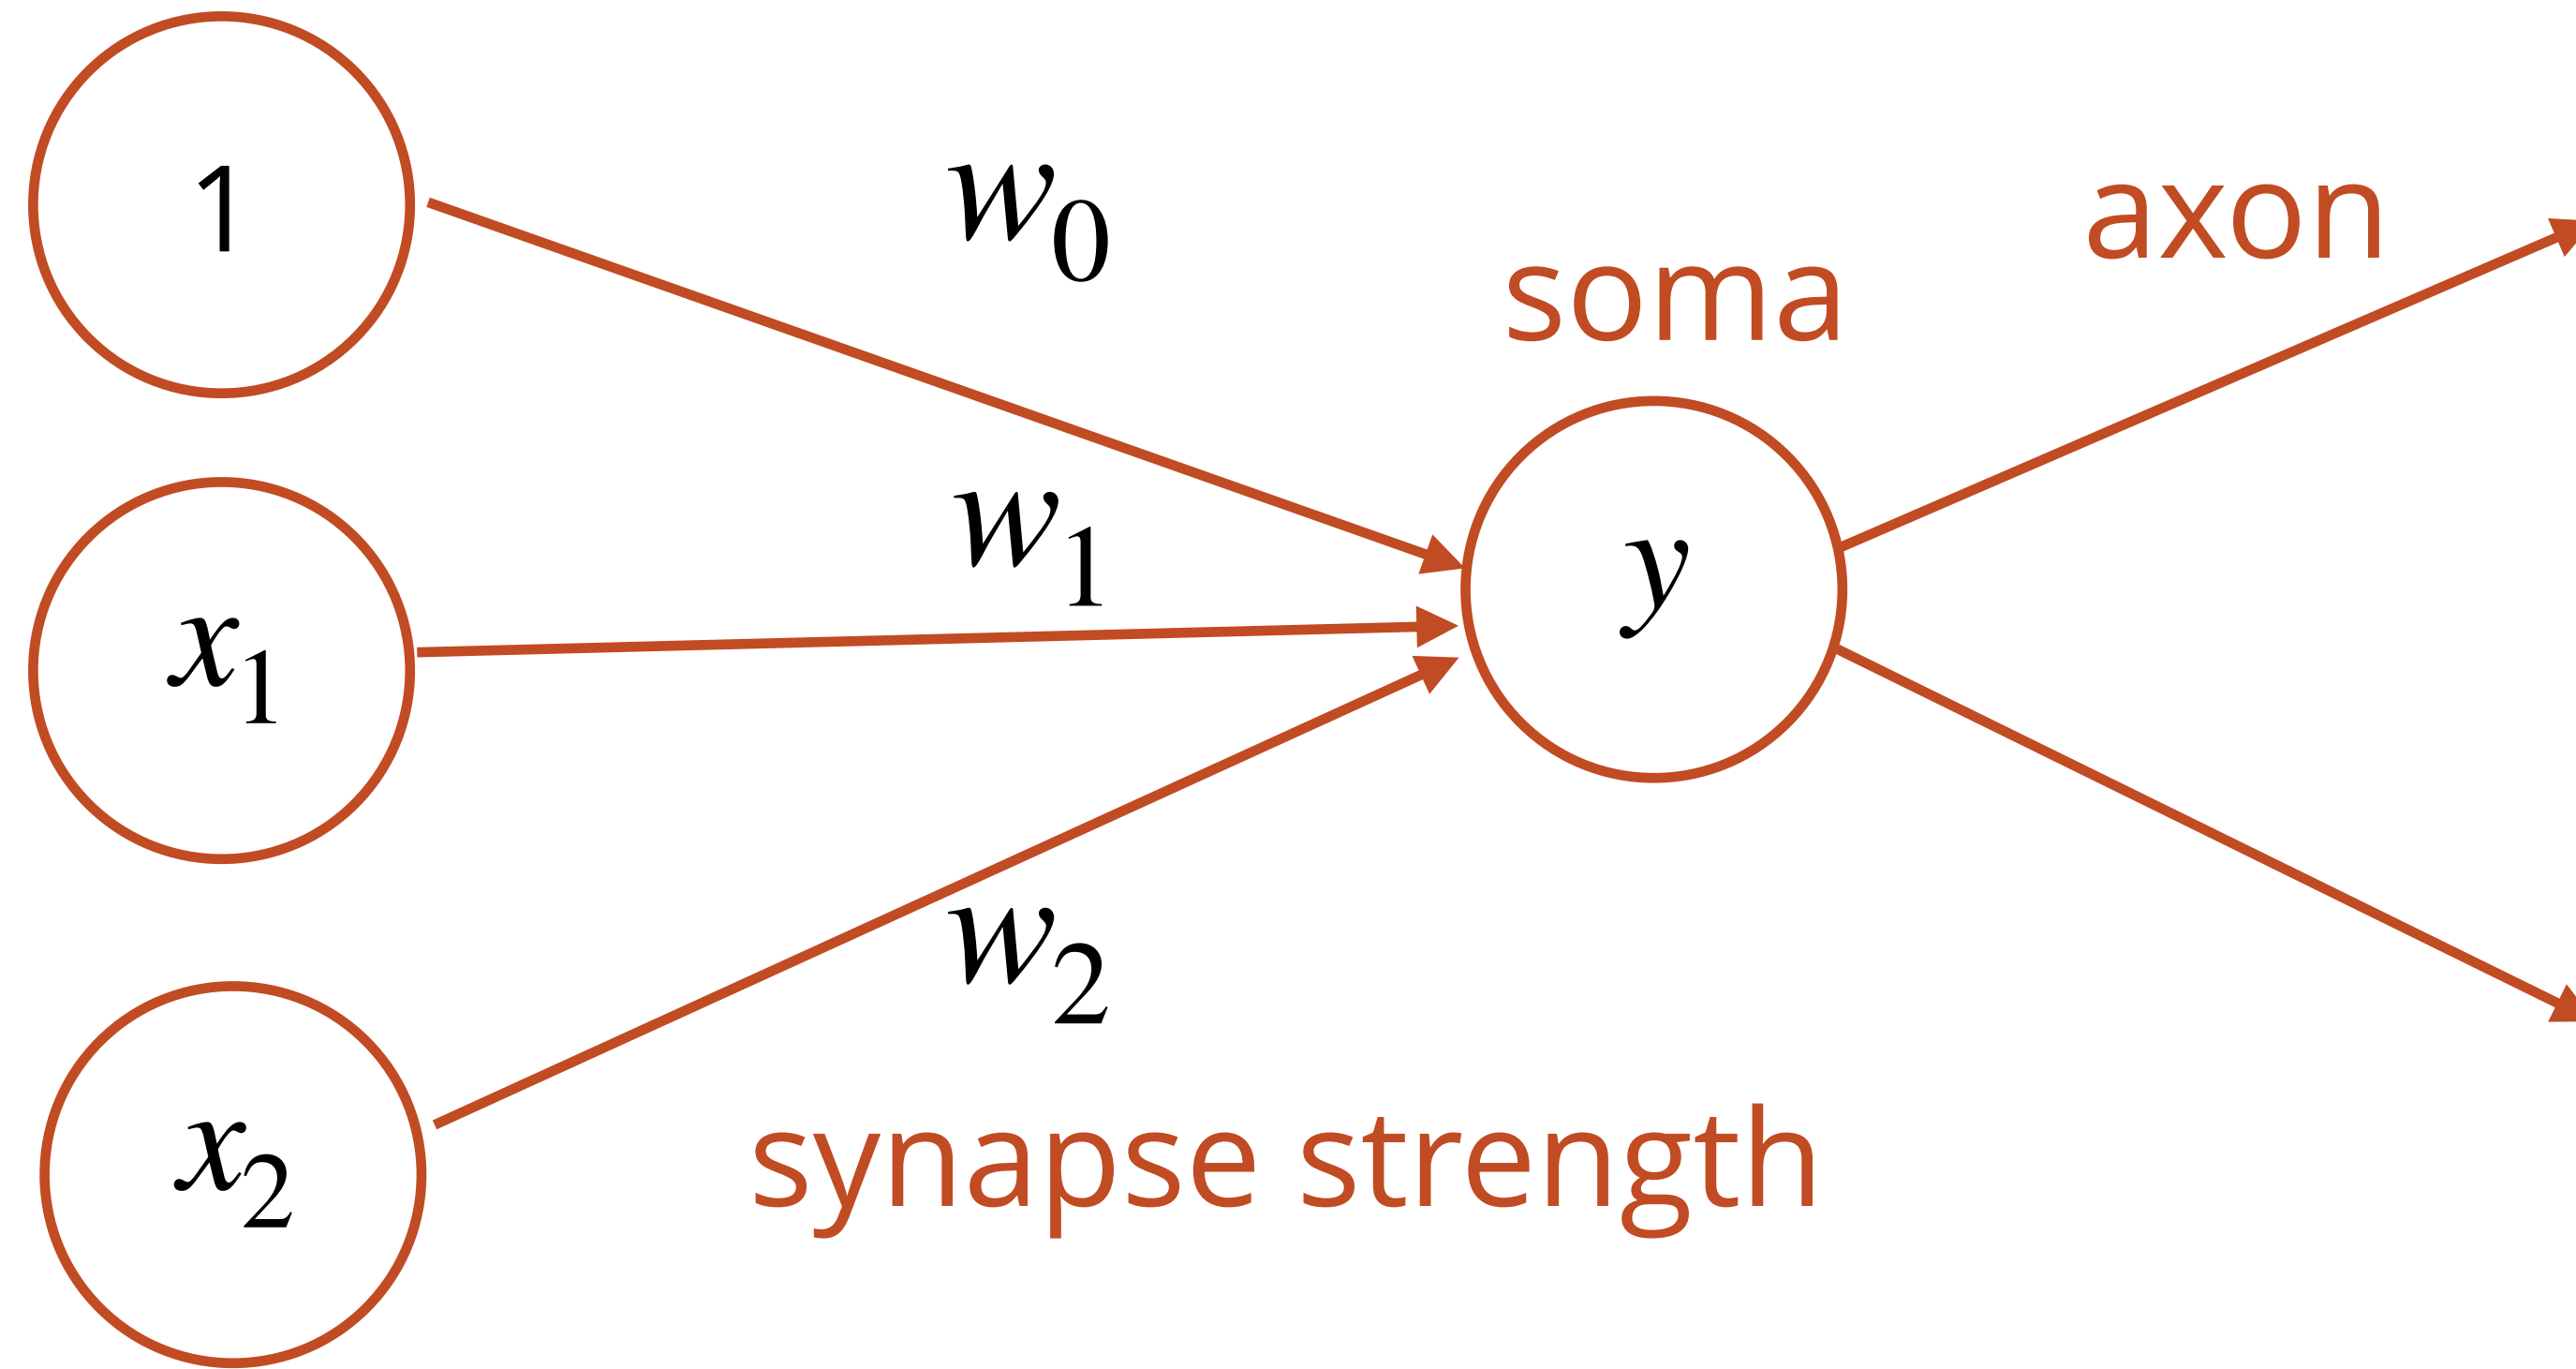 1
w₀
axon
soma
w₁
y
x₁
w₂
x₂
synapse strength